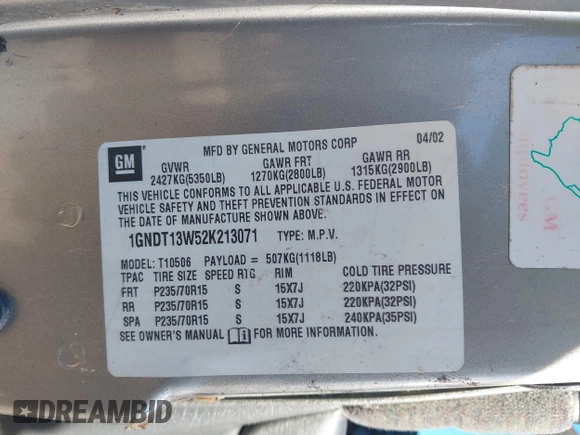 GM
MFD BY GENERAL MOTORS CORP 04/02
GVWR GAWR FRT GAWR RR
2427KG(5350LB) 1270KG(2800LB) 1315KG(2900LB)
THIS VEHICLE CONFORMS TO ALL APPLICABLE U.S. FEDERAL MOTOR
VEHICLE SAFETY AND THEFT PREVENTION STANDARDS IN EFFECT ON
THE DATE OF MANUFACTURE SHOWN ABOVE.
1GNDT13W52K213071 TYPE: M.P.V.
MODEL: T10506 PAYLOAD = 507KG(1118LB)
TPAC TIRE SIZE SPEED RTG RIM COLD TIRE PRESSURE
FRT P235/70R15 S 15X7J 220KPA(32PSI)
RR P235/70R15 S 15X7J 220KPA(32PSI)
SPA P235/70R15 S 15X7J 240KPA(35PSI)
SEE OWNER'S MANUAL FOR MORE INFORMATION.
Employees
GM
DREAMBID